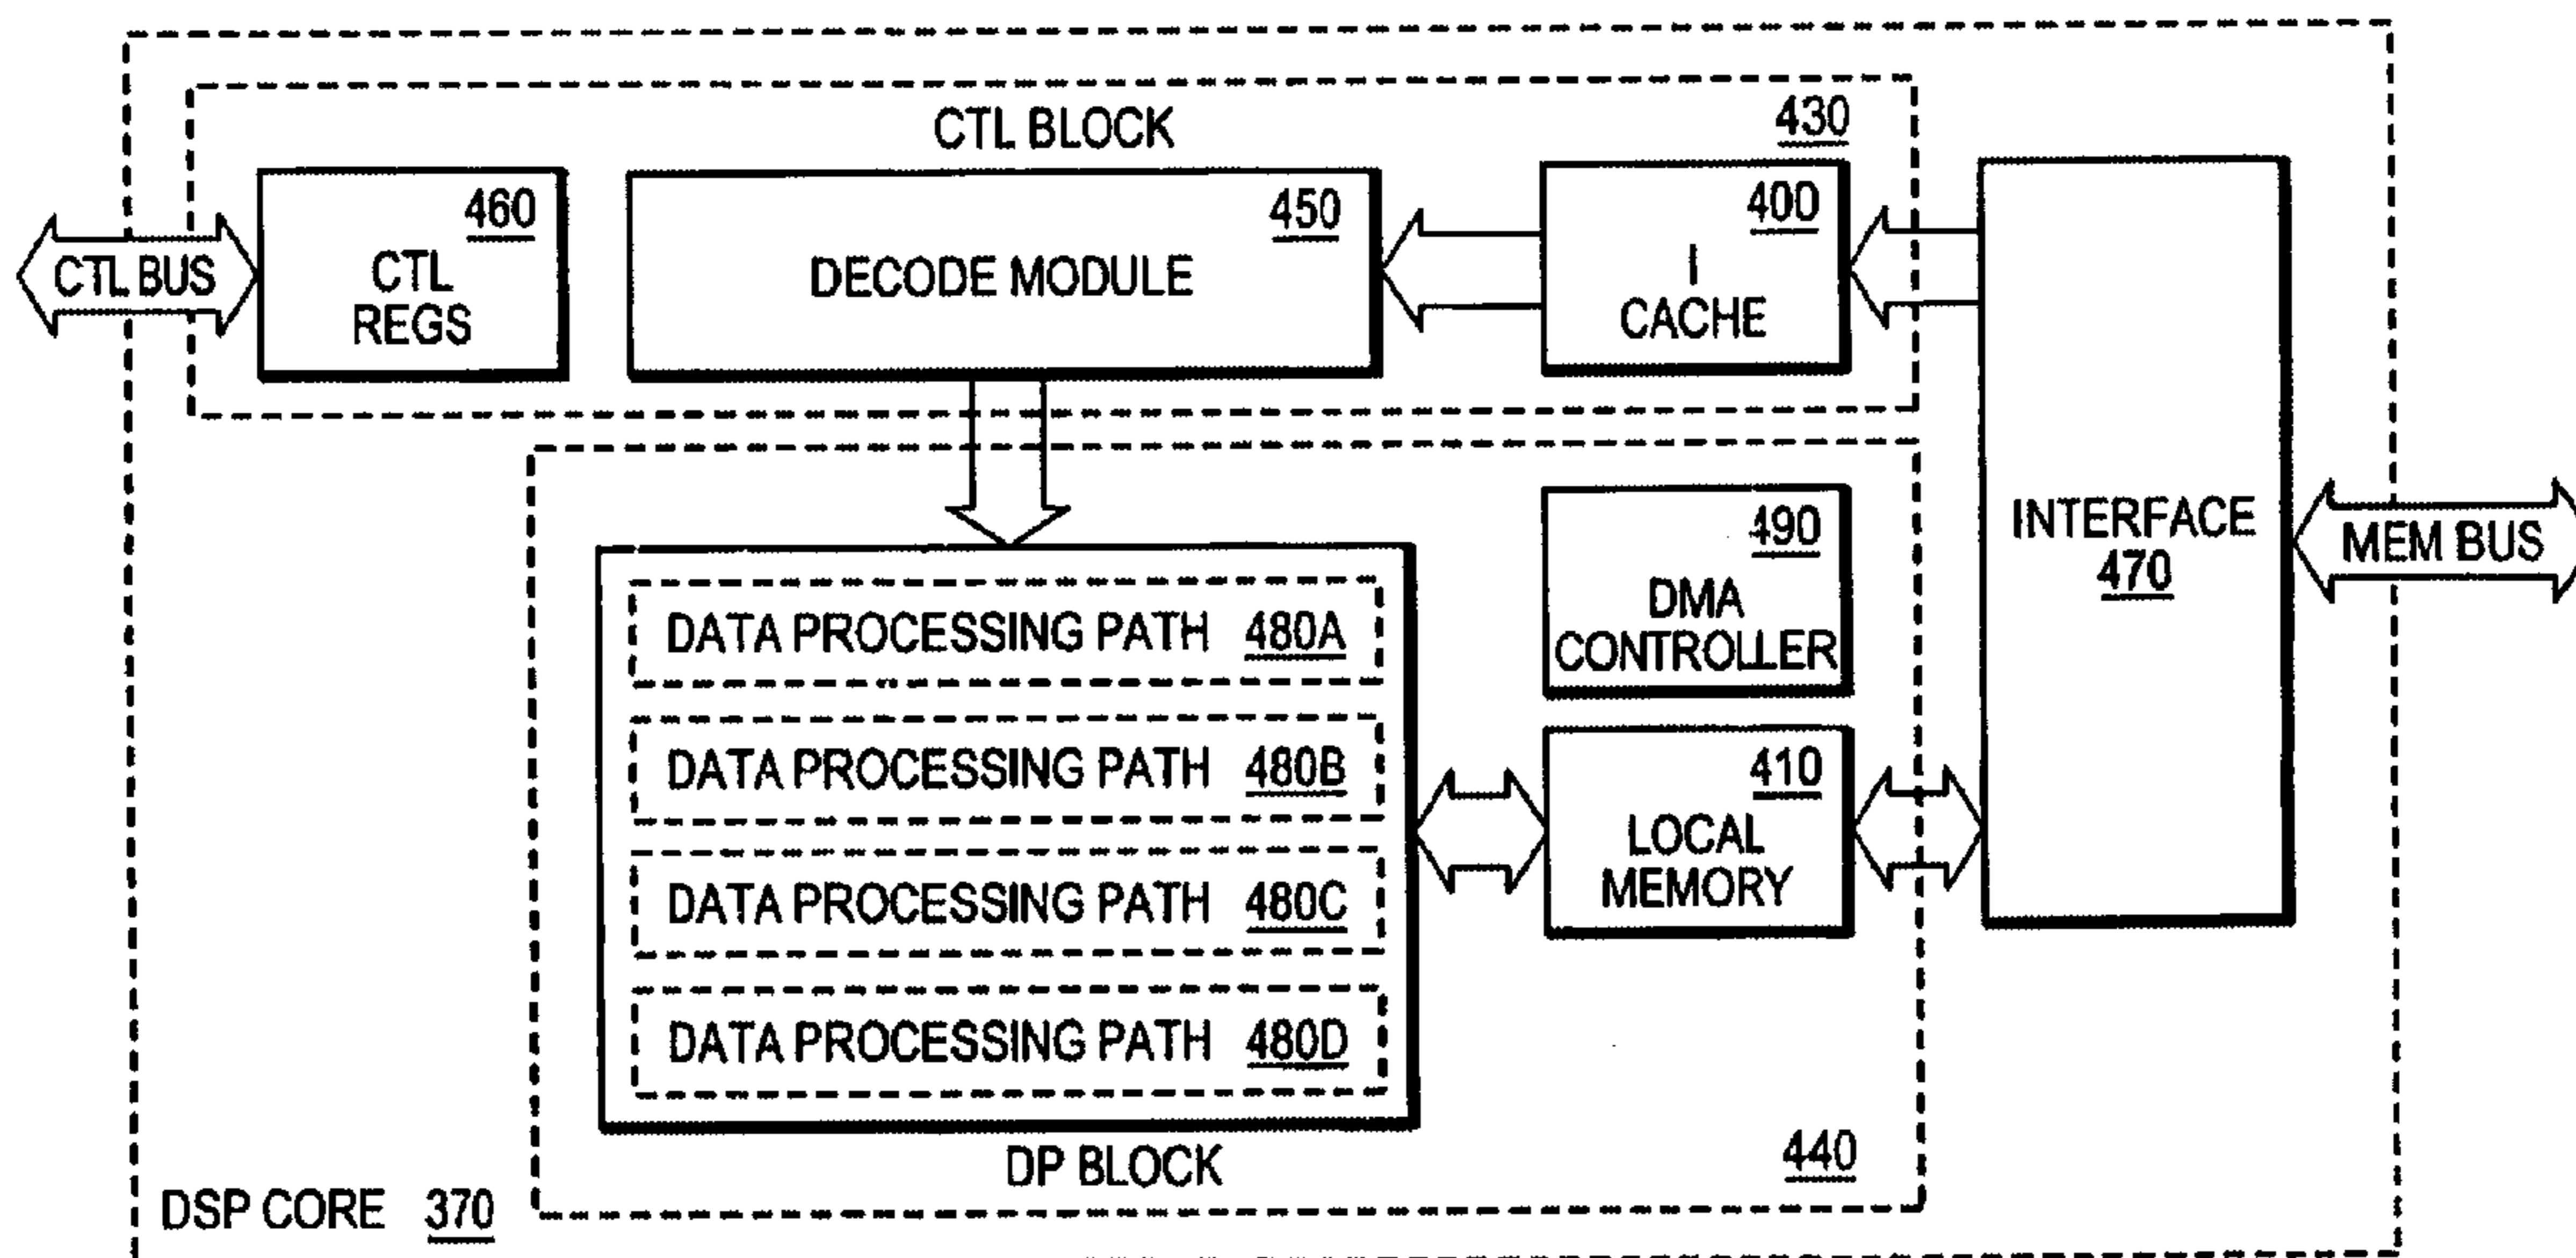 CTL BLOCK
430
CTL BUS
460
CTL
REGS
450
DECODE MODULE
400
I
CACHE
INTERFACE
470
MEM BUS
490
DMA
CONTROLLER
DATA PROCESSING PATH 480A
DATA PROCESSING PATH 480B
DATA PROCESSING PATH 480C
DATA PROCESSING PATH 480D
410
LOCAL
MEMORY
DP BLOCK
440
DSP CORE 370